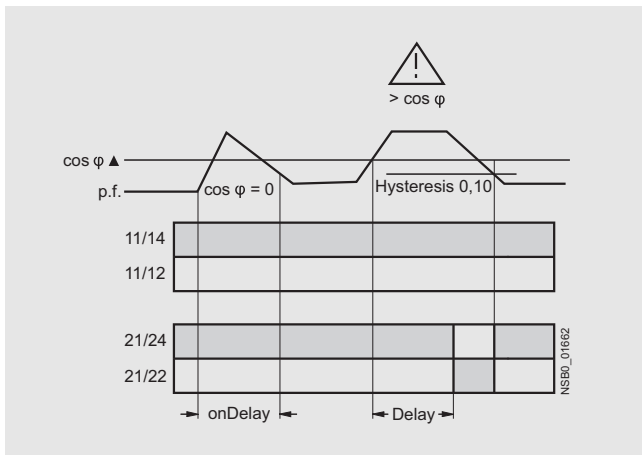 !
> cos φ
cos φ ▲
p.f.
cos φ = 0
Hysteresis 0,10
11/14
11/12
21/24
21/22
NSB0_01662
onDelay
Delay